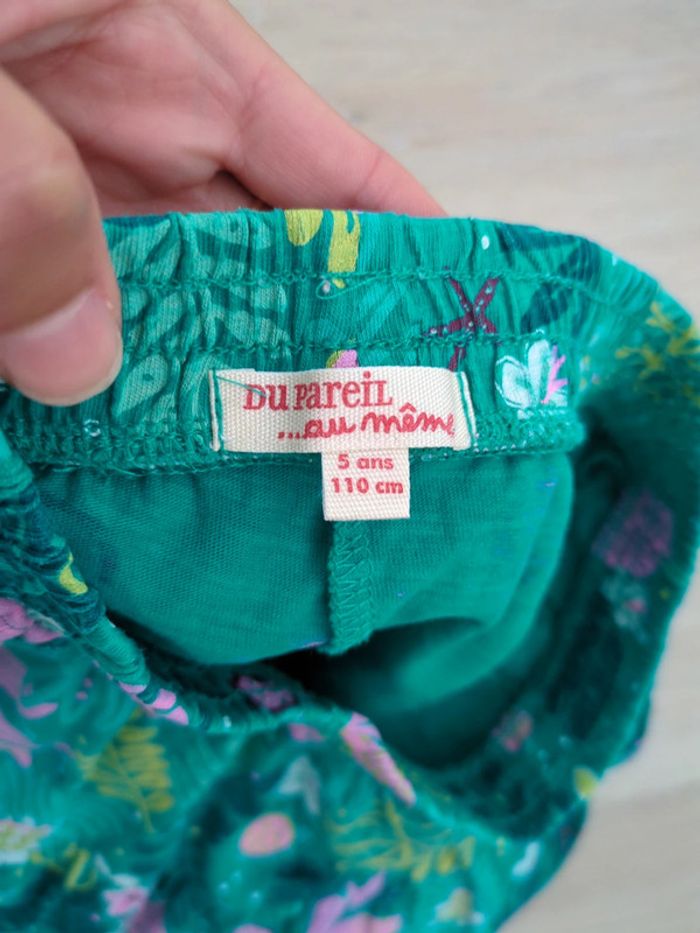 DU PAREIL
...au même
5 ans
110 cm